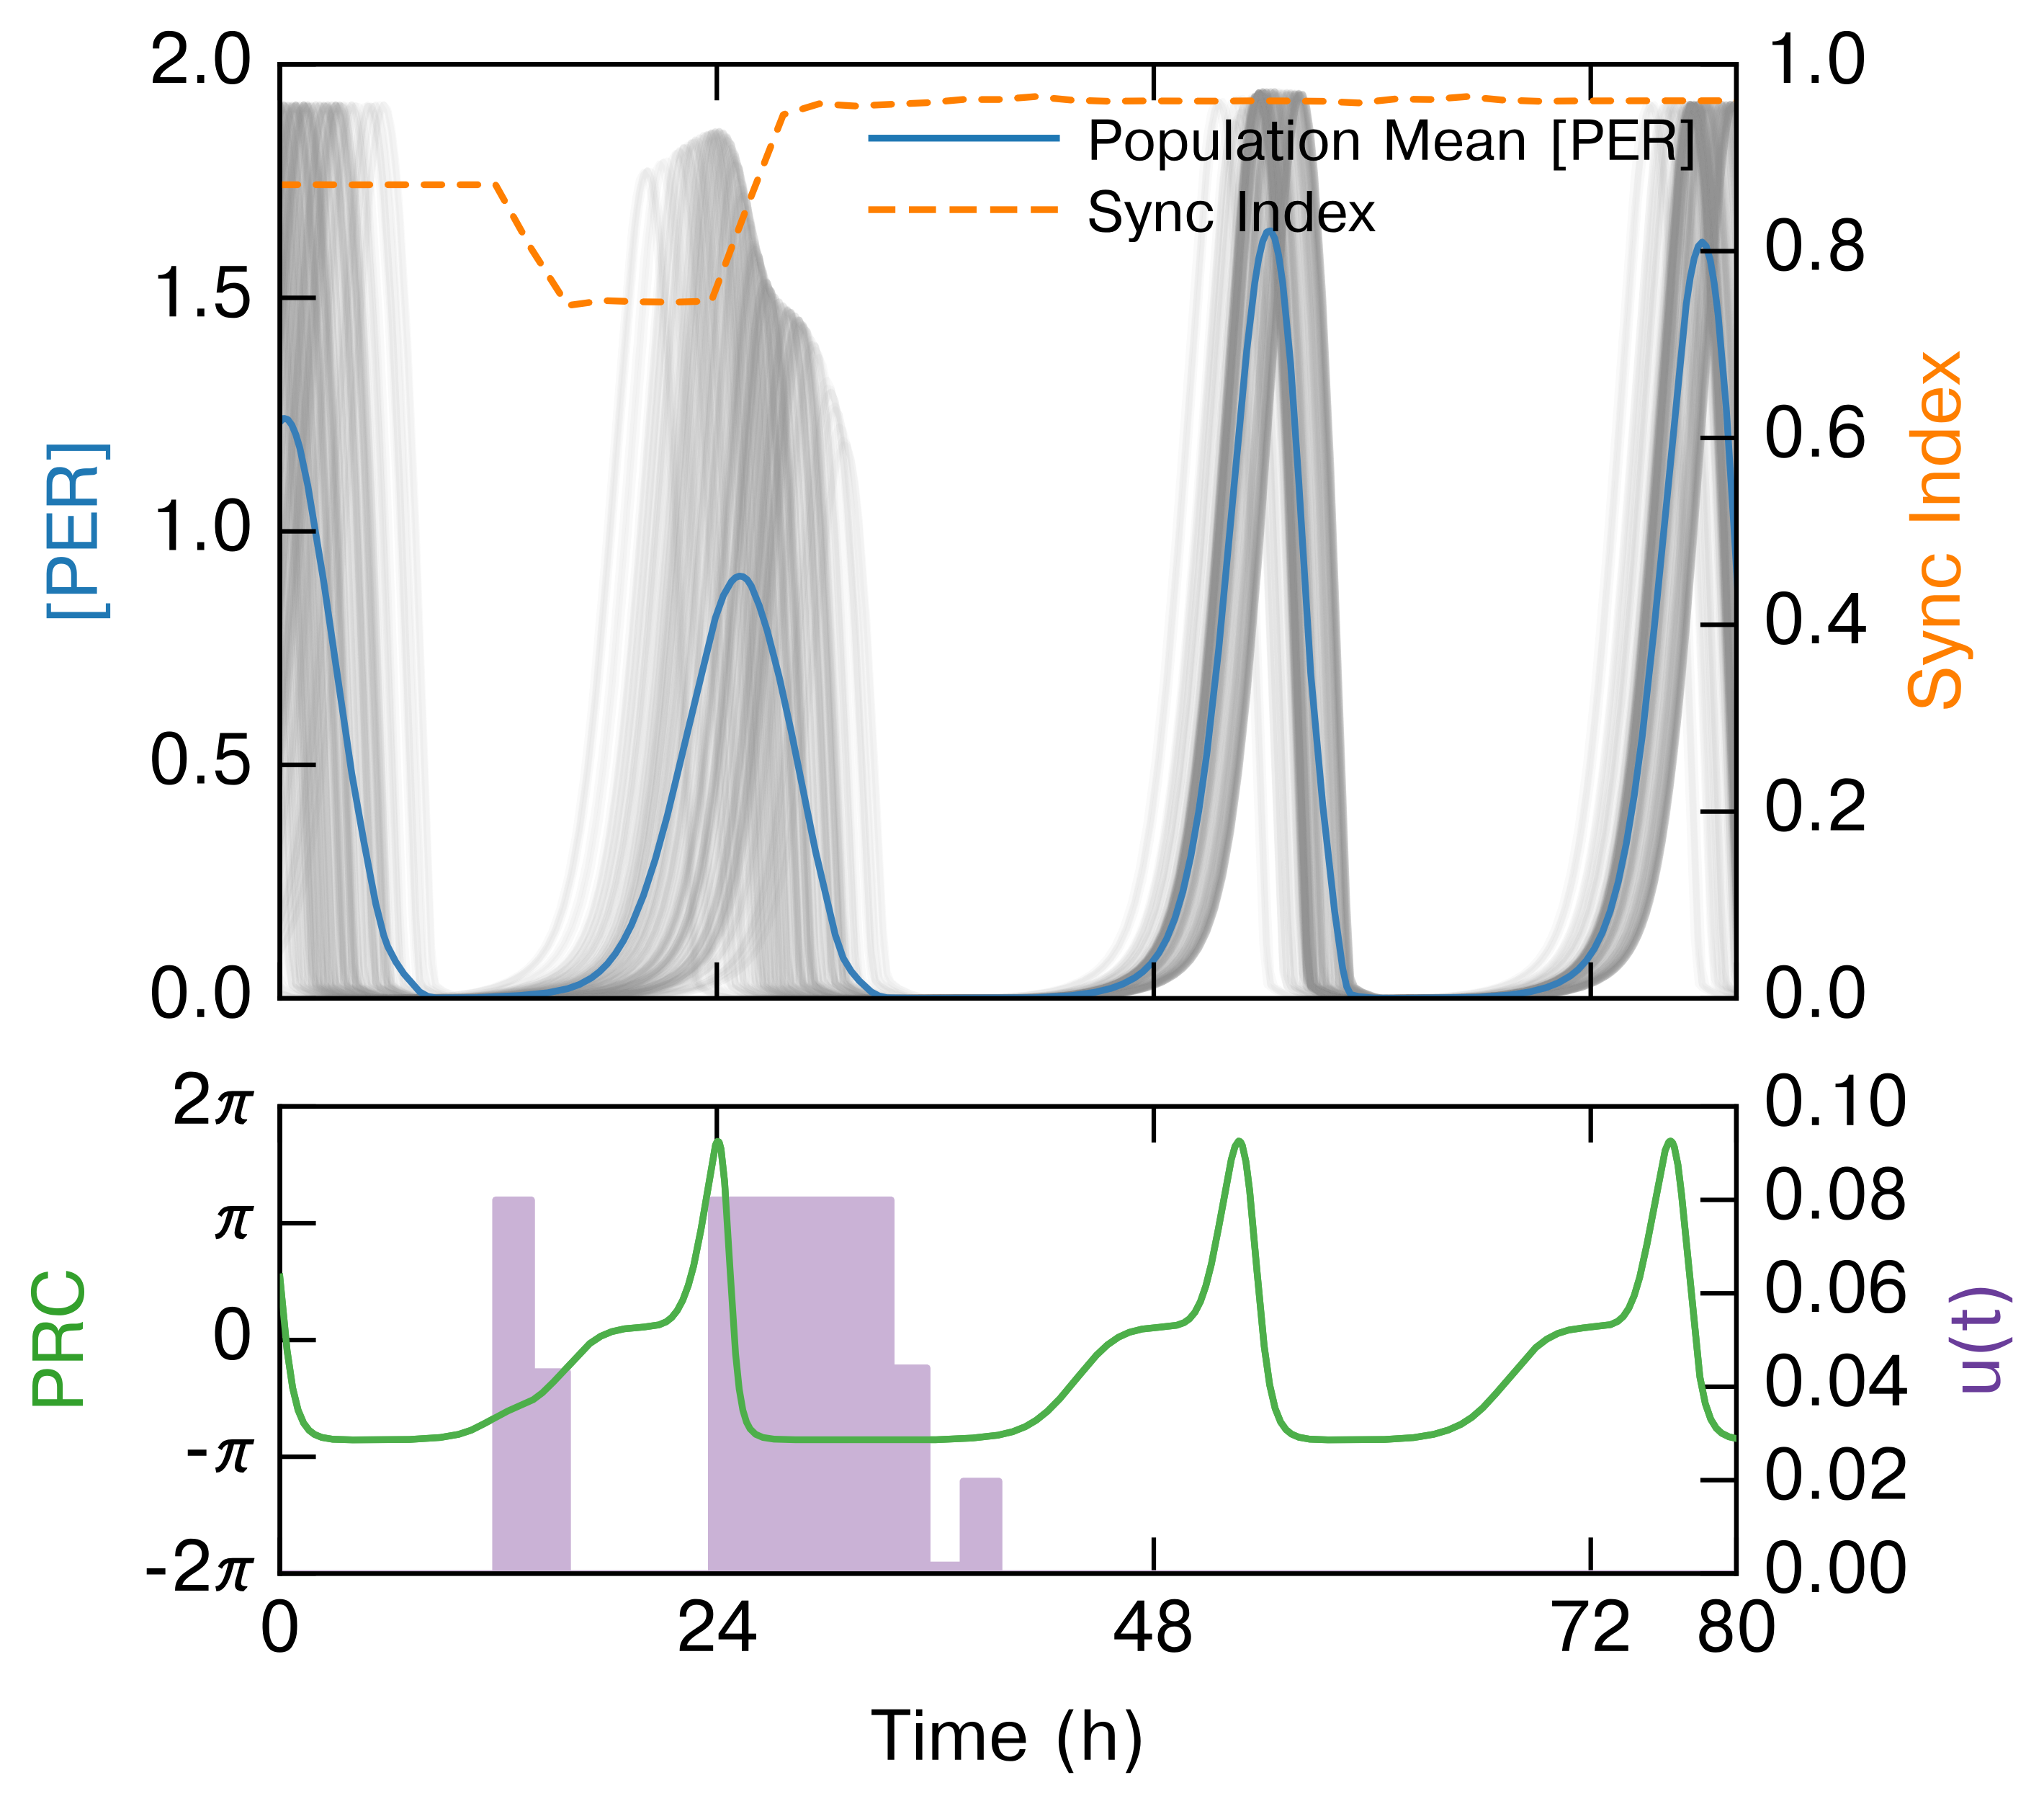 2.0
1.5
1.0
0.5
0.0
[PER]
1.0
0.8
0.6
0.4
0.2
0.0
Sync Index
Population Mean [PER]
Sync Index
2π
π
0
-π
-2π
PRC
0.10
0.08
0.06
0.04
0.02
0.00
u(t)
0 24 48 72 80
Time (h)